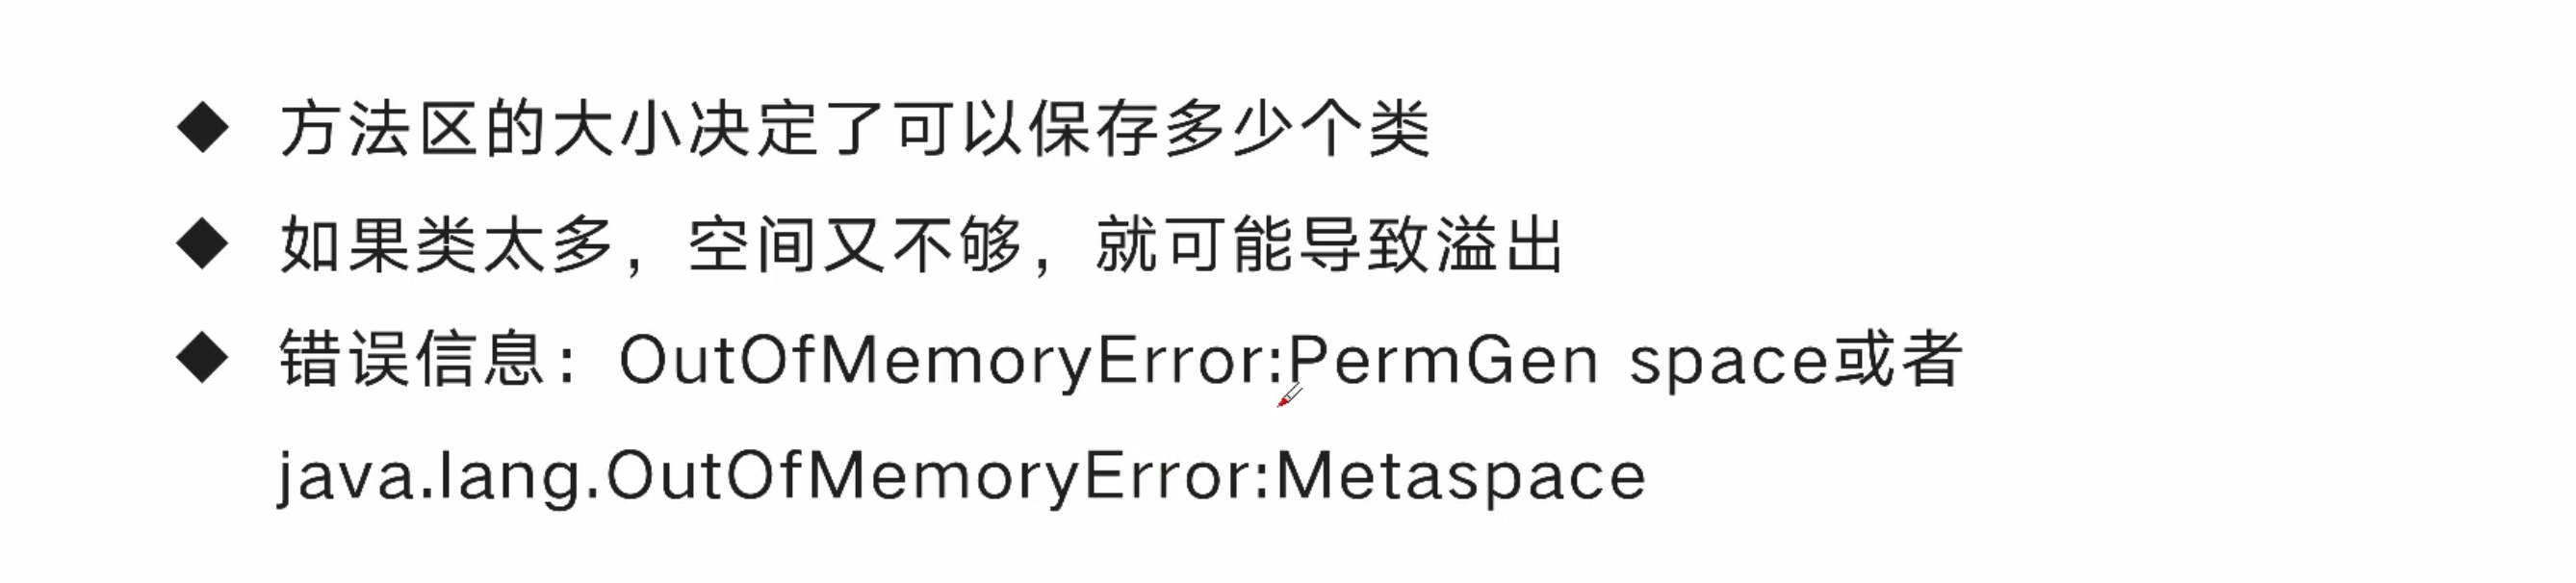 ◆ 方法区的大小决定了可以保存多少个类
◆ 如果类太多，空间又不够，就可能导致溢出
◆ 错误信息：OutOfMemoryError:PermGen space或者
java.lang.OutOfMemoryError:Metaspace